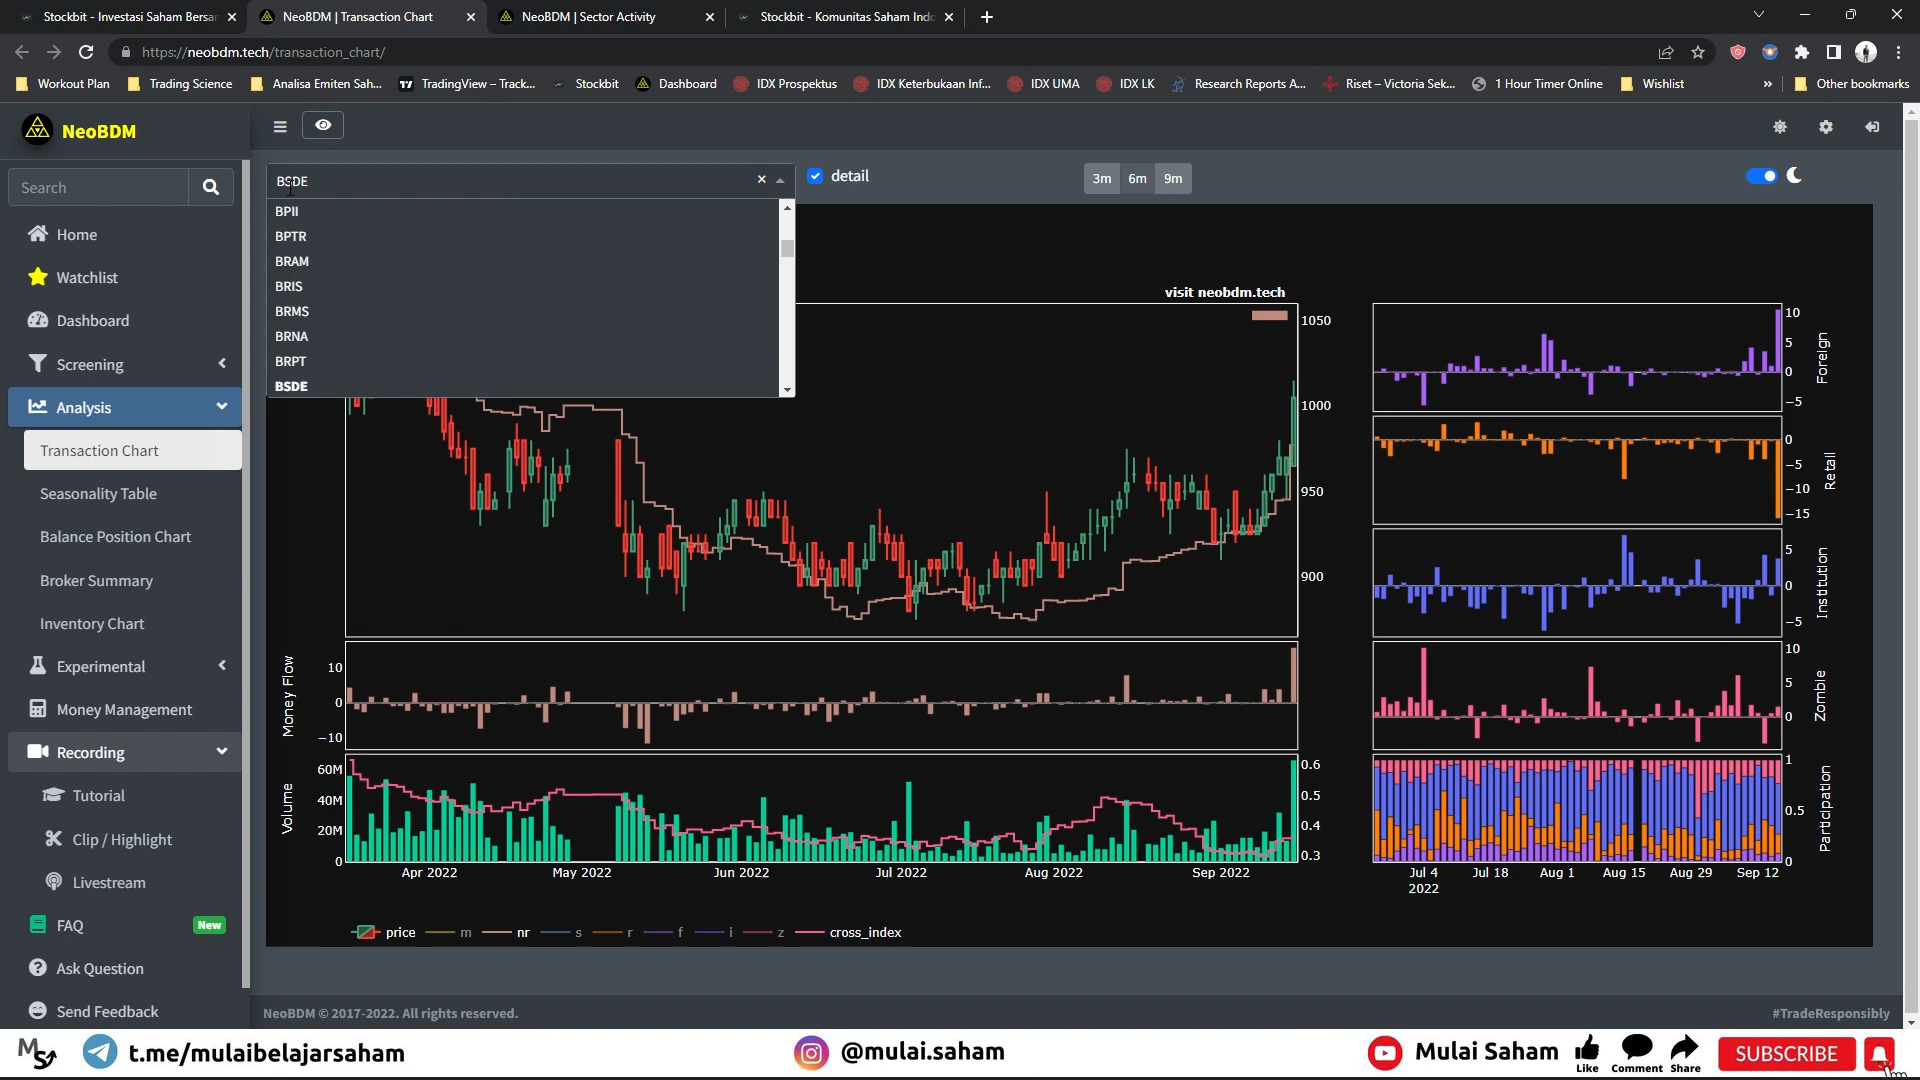 Stockbit - Investasi Saham Bersar
NeoBDM | Transaction Chart
NeoBDM | Sector Activity
Stockbit - Komunitas Saham Indo
https://neobdm.tech/transaction_chart/
Workout Plan
Trading Science
Analisa Emiten Sah...
TradingView – Track...
Stockbit
Dashboard
IDX Prospektus
IDX Keterbukaan Inf...
IDX UMA
IDX LK
Research Reports A...
Riset – Victoria Sek...
1 Hour Timer Online
Wishlist
Other bookmarks
NeoBDM
Search
Home
Watchlist
Dashboard
Screening
Analysis
Transaction Chart
Seasonality Table
Balance Position Chart
Broker Summary
Inventory Chart
Experimental
Money Management
Recording
Tutorial
Clip / Highlight
Livestream
FAQ New
Ask Question
Send Feedback
BSDE
detail
3m 6m 9m
BPII
BPTR
BRAM
BRIS
BRMS
BRNA
BRPT
BSDE
visit neobdm.tech
1050
1000
950
900
Money Flow
10
0
−10
Volume
60M
40M
20M
0
0.6
0.5
0.4
0.3
Apr 2022 May 2022 Jun 2022 Jul 2022 Aug 2022 Sep 2022
price m nr s r f i z cross_index
10
5
0
−5
Foreign
0
−5
−10
−15
Retail
5
0
−5
Institution
10
5
0
Zombie
1
0.5
0
Participation
Jul 4 Jul 18 Aug 1 Aug 15 Aug 29 Sep 12
2022
NeoBDM © 2017-2022. All rights reserved.
#TradeResponsibly
MS
t.me/mulaibelajarsaham
@mulai.saham
Mulai Saham
Like Comment Share
SUBSCRIBE